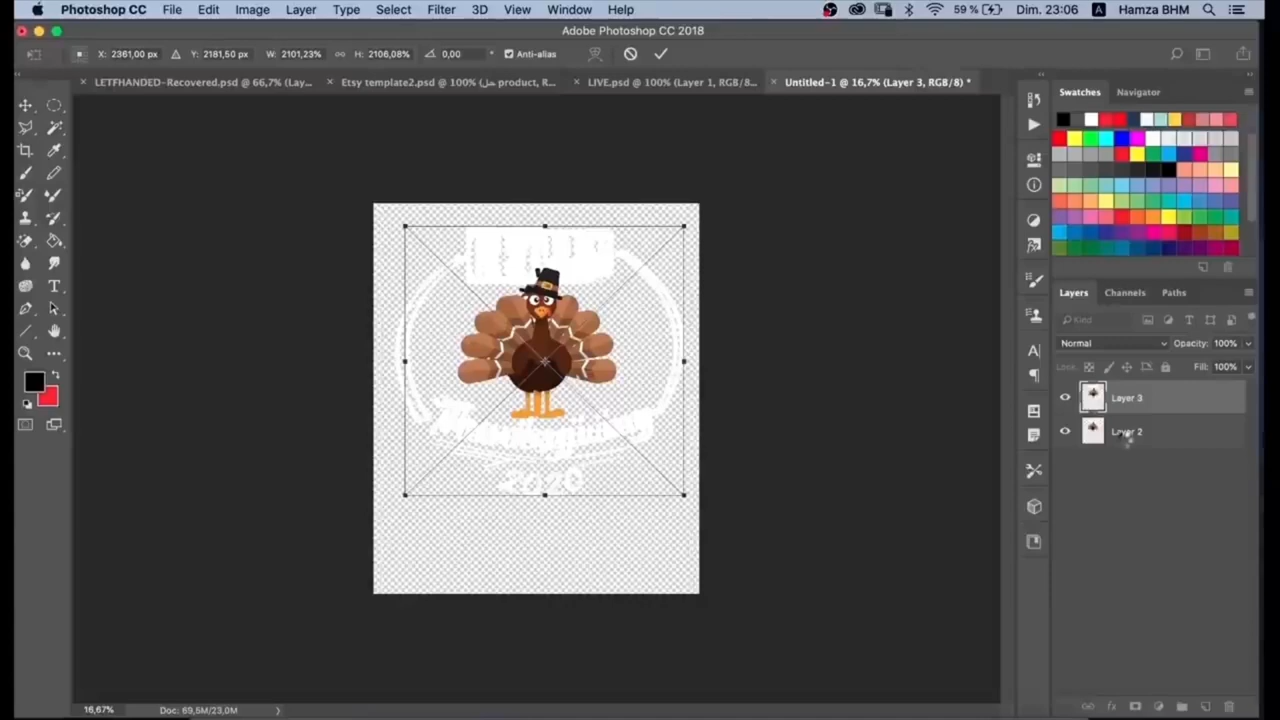 Photoshop CC File Edit Image Layer Type Select Filter 3D View Window Help 59 % Dim. 23:06 A Hamza BHM
Adobe Photoshop CC 2018
X: 2361,00 px Y: 2181,50 px W: 2101,23% H: 2106,08% 0,00 ° Anti-alias
LETFHANDED-Recovered.psd @ 66,7% (Lay... Etsy template2.psd @ 100% (حل product, R... LIVE.psd @ 100% (Layer 1, RGB/8... Untitled-1 @ 16,7% (Layer 3, RGB/8) *
Swatches Navigator
Layers Channels Paths
Kind
Normal Opacity: 100%
Lock: Fill: 100%
Layer 3
Layer 2
2020
16,67% Doc: 69,5M/23,0M